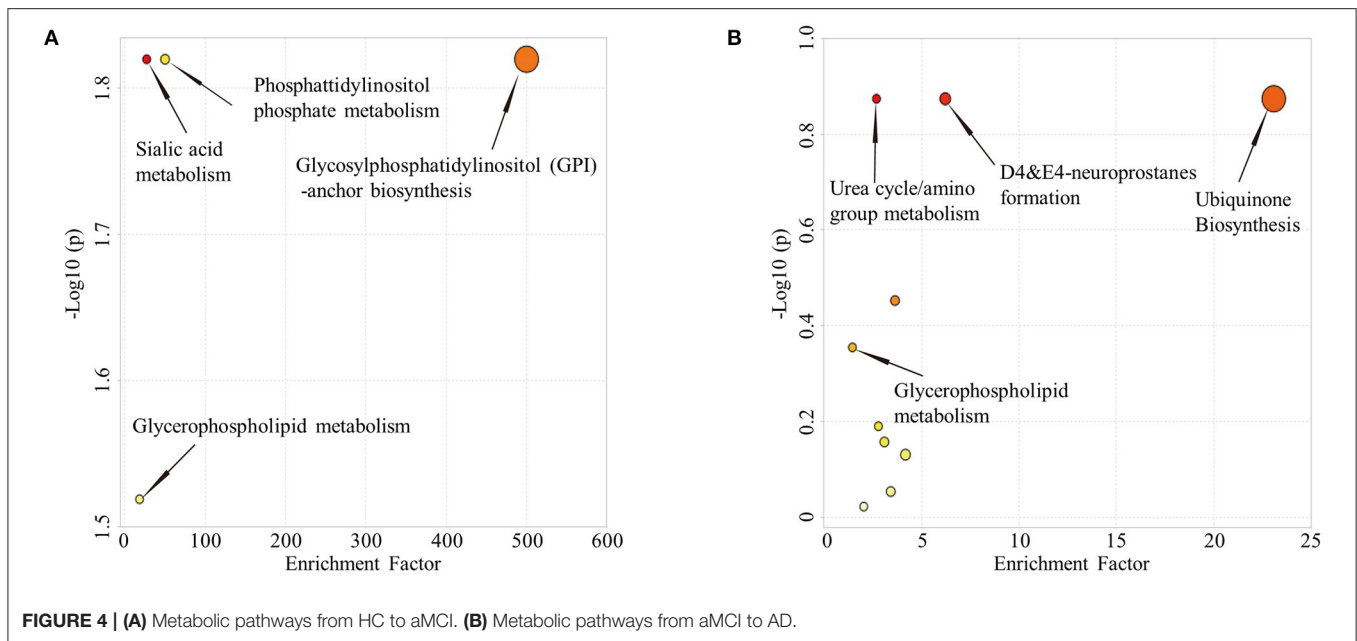 A
-Log10 (p)
1.8
1.7
1.6
1.5
Phosphattidylinositol
phosphate metabolism
Sialic acid
metabolism
Glycosylphosphatidylinositol (GPI)
-anchor biosynthesis
Glycerophospholipid metabolism
0 100 200 300 400 500 600
Enrichment Factor
B
-Log10 (p)
1.0
0.8
0.6
0.4
0.2
0
Urea cycle/amino
group metabolism
D4&E4-neuroprostanes
formation
Ubiquinone
Biosynthesis
Glycerophospholipid
metabolism
0 5 10 15 20 25
Enrichment Factor
FIGURE 4 | (A) Metabolic pathways from HC to aMCI. (B) Metabolic pathways from aMCI to AD.